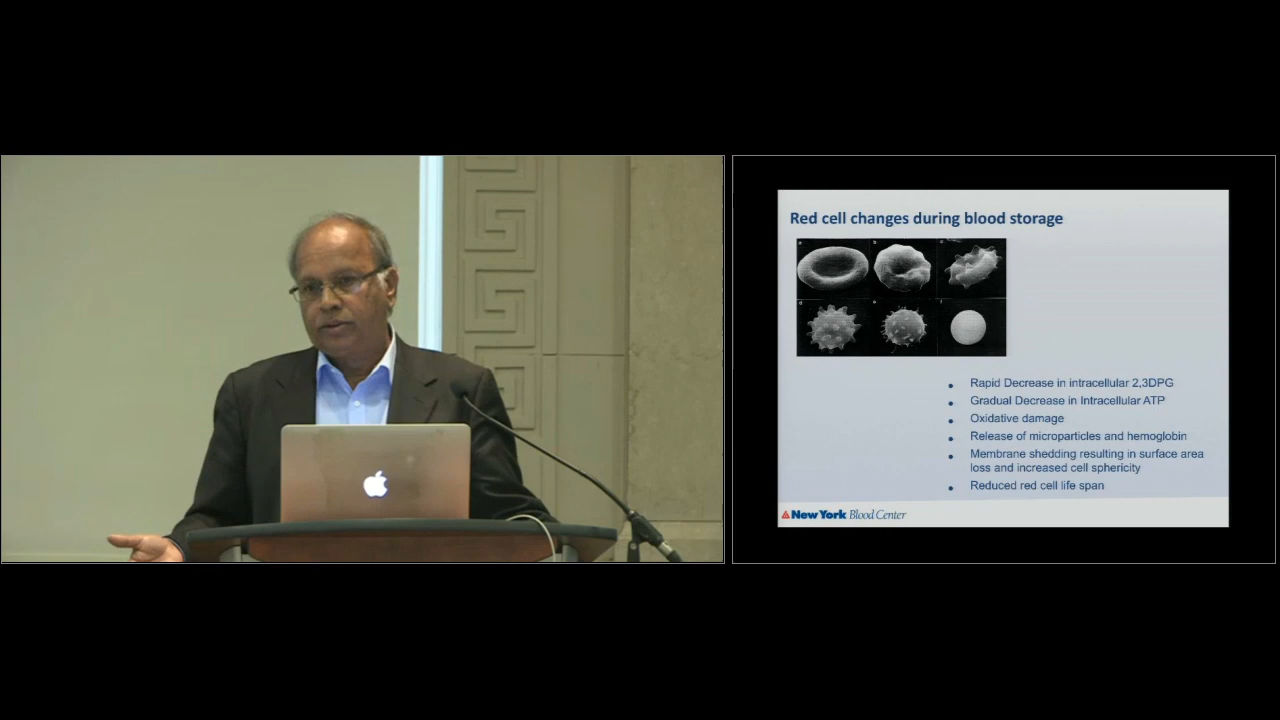 Red cell changes during blood storage
a
b
c
d
e
f
• Rapid Decrease in intracellular 2,3DPG
• Gradual Decrease in Intracellular ATP
• Oxidative damage
• Release of microparticles and hemoglobin
• Membrane shedding resulting in surface area
loss and increased cell sphericity
• Reduced red cell life span
New York Blood Center